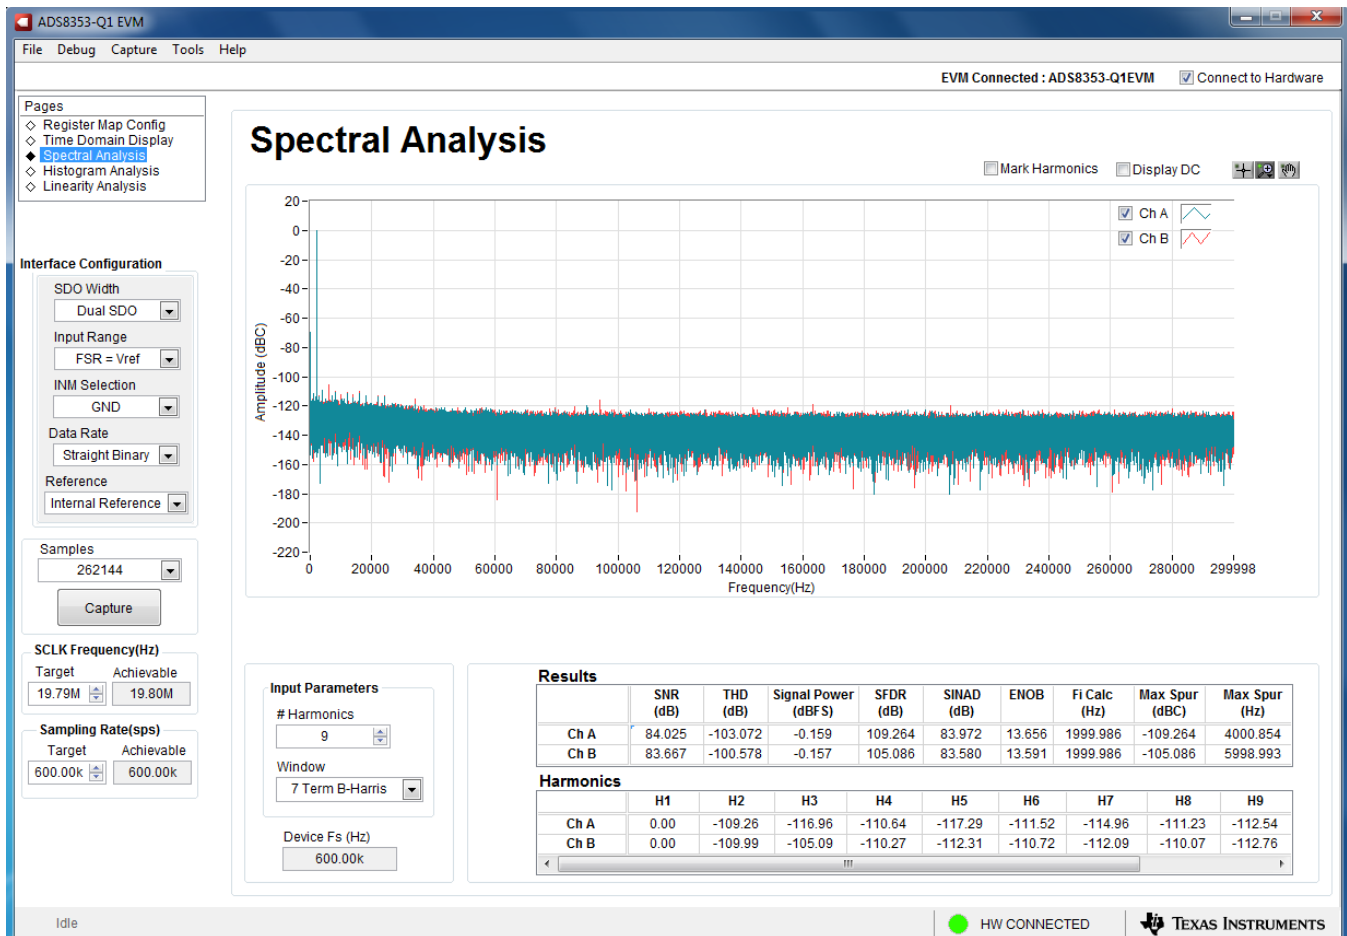 ADS8353-Q1 EVM
File Debug Capture Tools Help
EVM Connected : ADS8353-Q1EVM Connect to Hardware
Pages
Register Map Config
Time Domain Display
Spectral Analysis
Histogram Analysis
Linearity Analysis
Spectral Analysis
Mark Harmonics Display DC
Ch A
Ch B
20
0
-20
-40
-60
-80
-100
-120
-140
-160
-180
-200
-220
Amplitude (dBC)
0 20000 40000 60000 80000 100000 120000 140000 160000 180000 200000 220000 240000 260000 280000 299998
Frequency(Hz)
Interface Configuration
SDO Width
Dual SDO
Input Range
FSR = Vref
INM Selection
GND
Data Rate
Straight Binary
Reference
Internal Reference
Samples
262144
Capture
SCLK Frequency(Hz)
Target Achievable
19.79M 19.80M
Sampling Rate(sps)
Target Achievable
600.00k 600.00k
Input Parameters
# Harmonics
9
Window
7 Term B-Harris
Device Fs (Hz)
600.00k
Results
SNR (dB) THD (dB) Signal Power (dBFS) SFDR (dB) SINAD (dB) ENOB Fi Calc (Hz) Max Spur (dBC) Max Spur (Hz)
Ch A 84.025 -103.072 -0.159 109.264 83.972 13.656 1999.986 -109.264 4000.854
Ch B 83.667 -100.578 -0.157 105.086 83.580 13.591 1999.986 -105.086 5998.993
Harmonics
H1 H2 H3 H4 H5 H6 H7 H8 H9
Ch A 0.00 -109.26 -116.96 -110.64 -117.29 -111.52 -114.96 -111.23 -112.54
Ch B 0.00 -109.99 -105.09 -110.27 -112.31 -110.72 -112.09 -110.07 -112.76
Idle HW CONNECTED TEXAS INSTRUMENTS